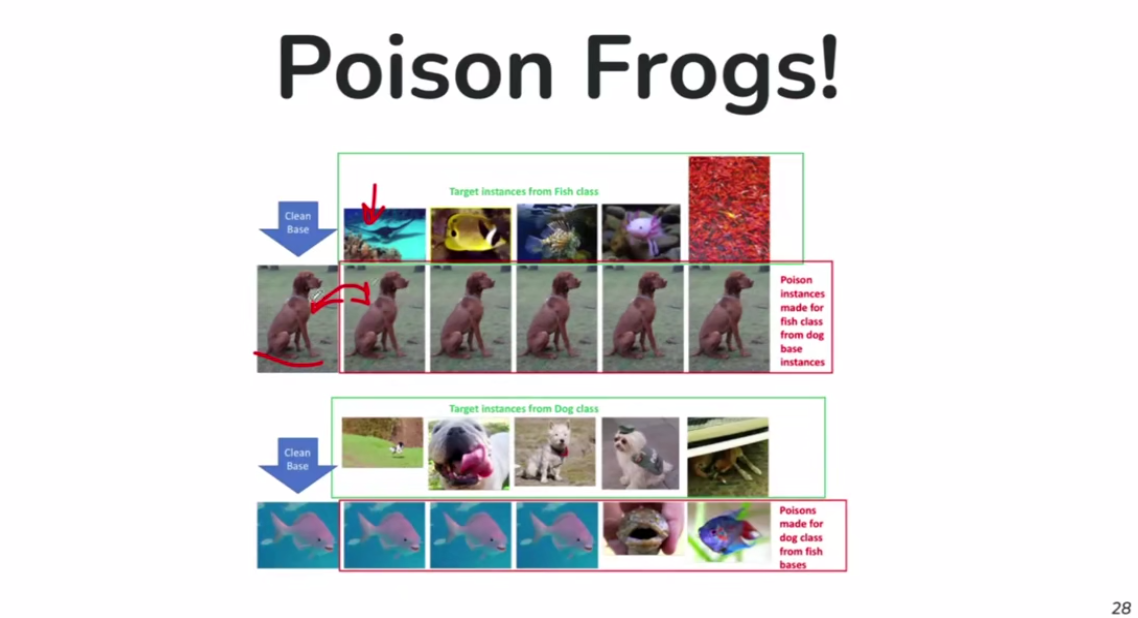 Poison Frogs!
Target instances from Fish class
Clean
Base
Poison
instances
made for
fish class
from dog
base
instances
Target instances from Dog class
Clean
Base
Poisons
made for
dog class
from fish
bases
28